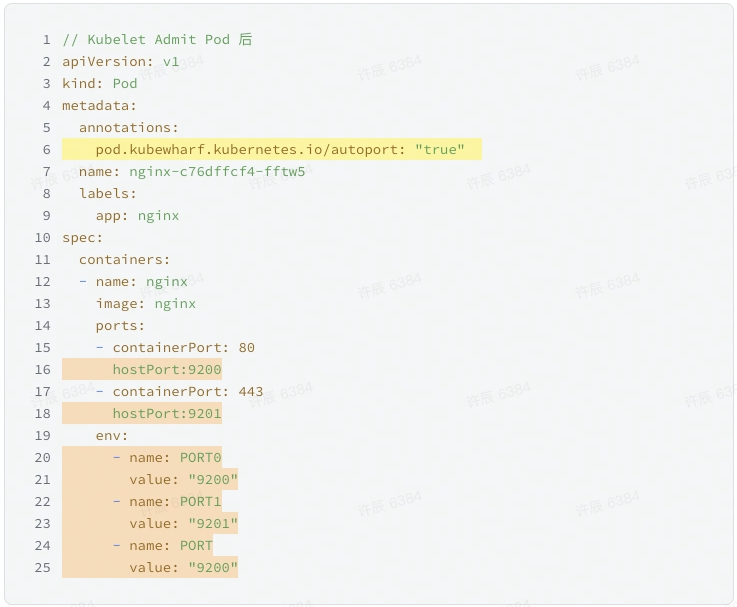 1 // Kubelet Admit Pod 后
2 apiVersion: v1
3 kind: Pod
4 metadata:
5   annotations:
6     pod.kubewharf.kubernetes.io/autoport: "true"
7   name: nginx-c76dffcf4-fftw5
8   labels:
9     app: nginx
10 spec:
11   containers:
12   - name: nginx
13     image: nginx
14     ports:
15     - containerPort: 80
16       hostPort:9200
17     - containerPort: 443
18       hostPort:9201
19     env:
20       - name: PORT0
21         value: "9200"
22       - name: PORT1
23         value: "9201"
24       - name: PORT
25         value: "9200"
许辰 6384